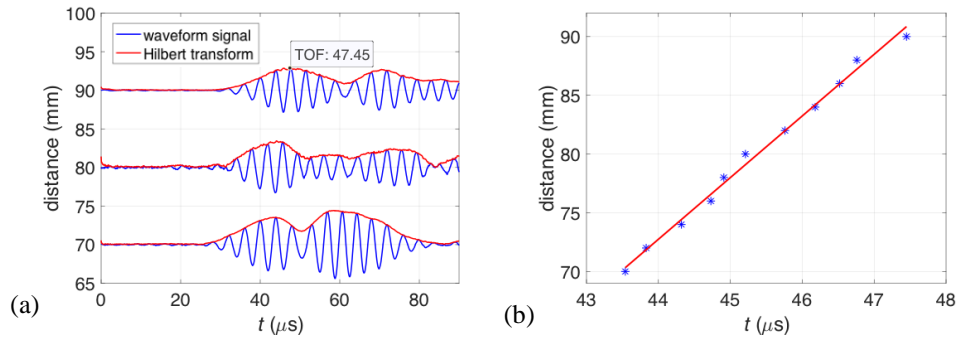 100
95
90
85
80
75
70
65
distance (mm)
waveform signal
Hilbert transform
TOF: 47.45
0
20
40
60
80
t (μs)
(a)
90
85
80
75
70
distance (mm)
43
44
45
46
47
48
t (μs)
(b)